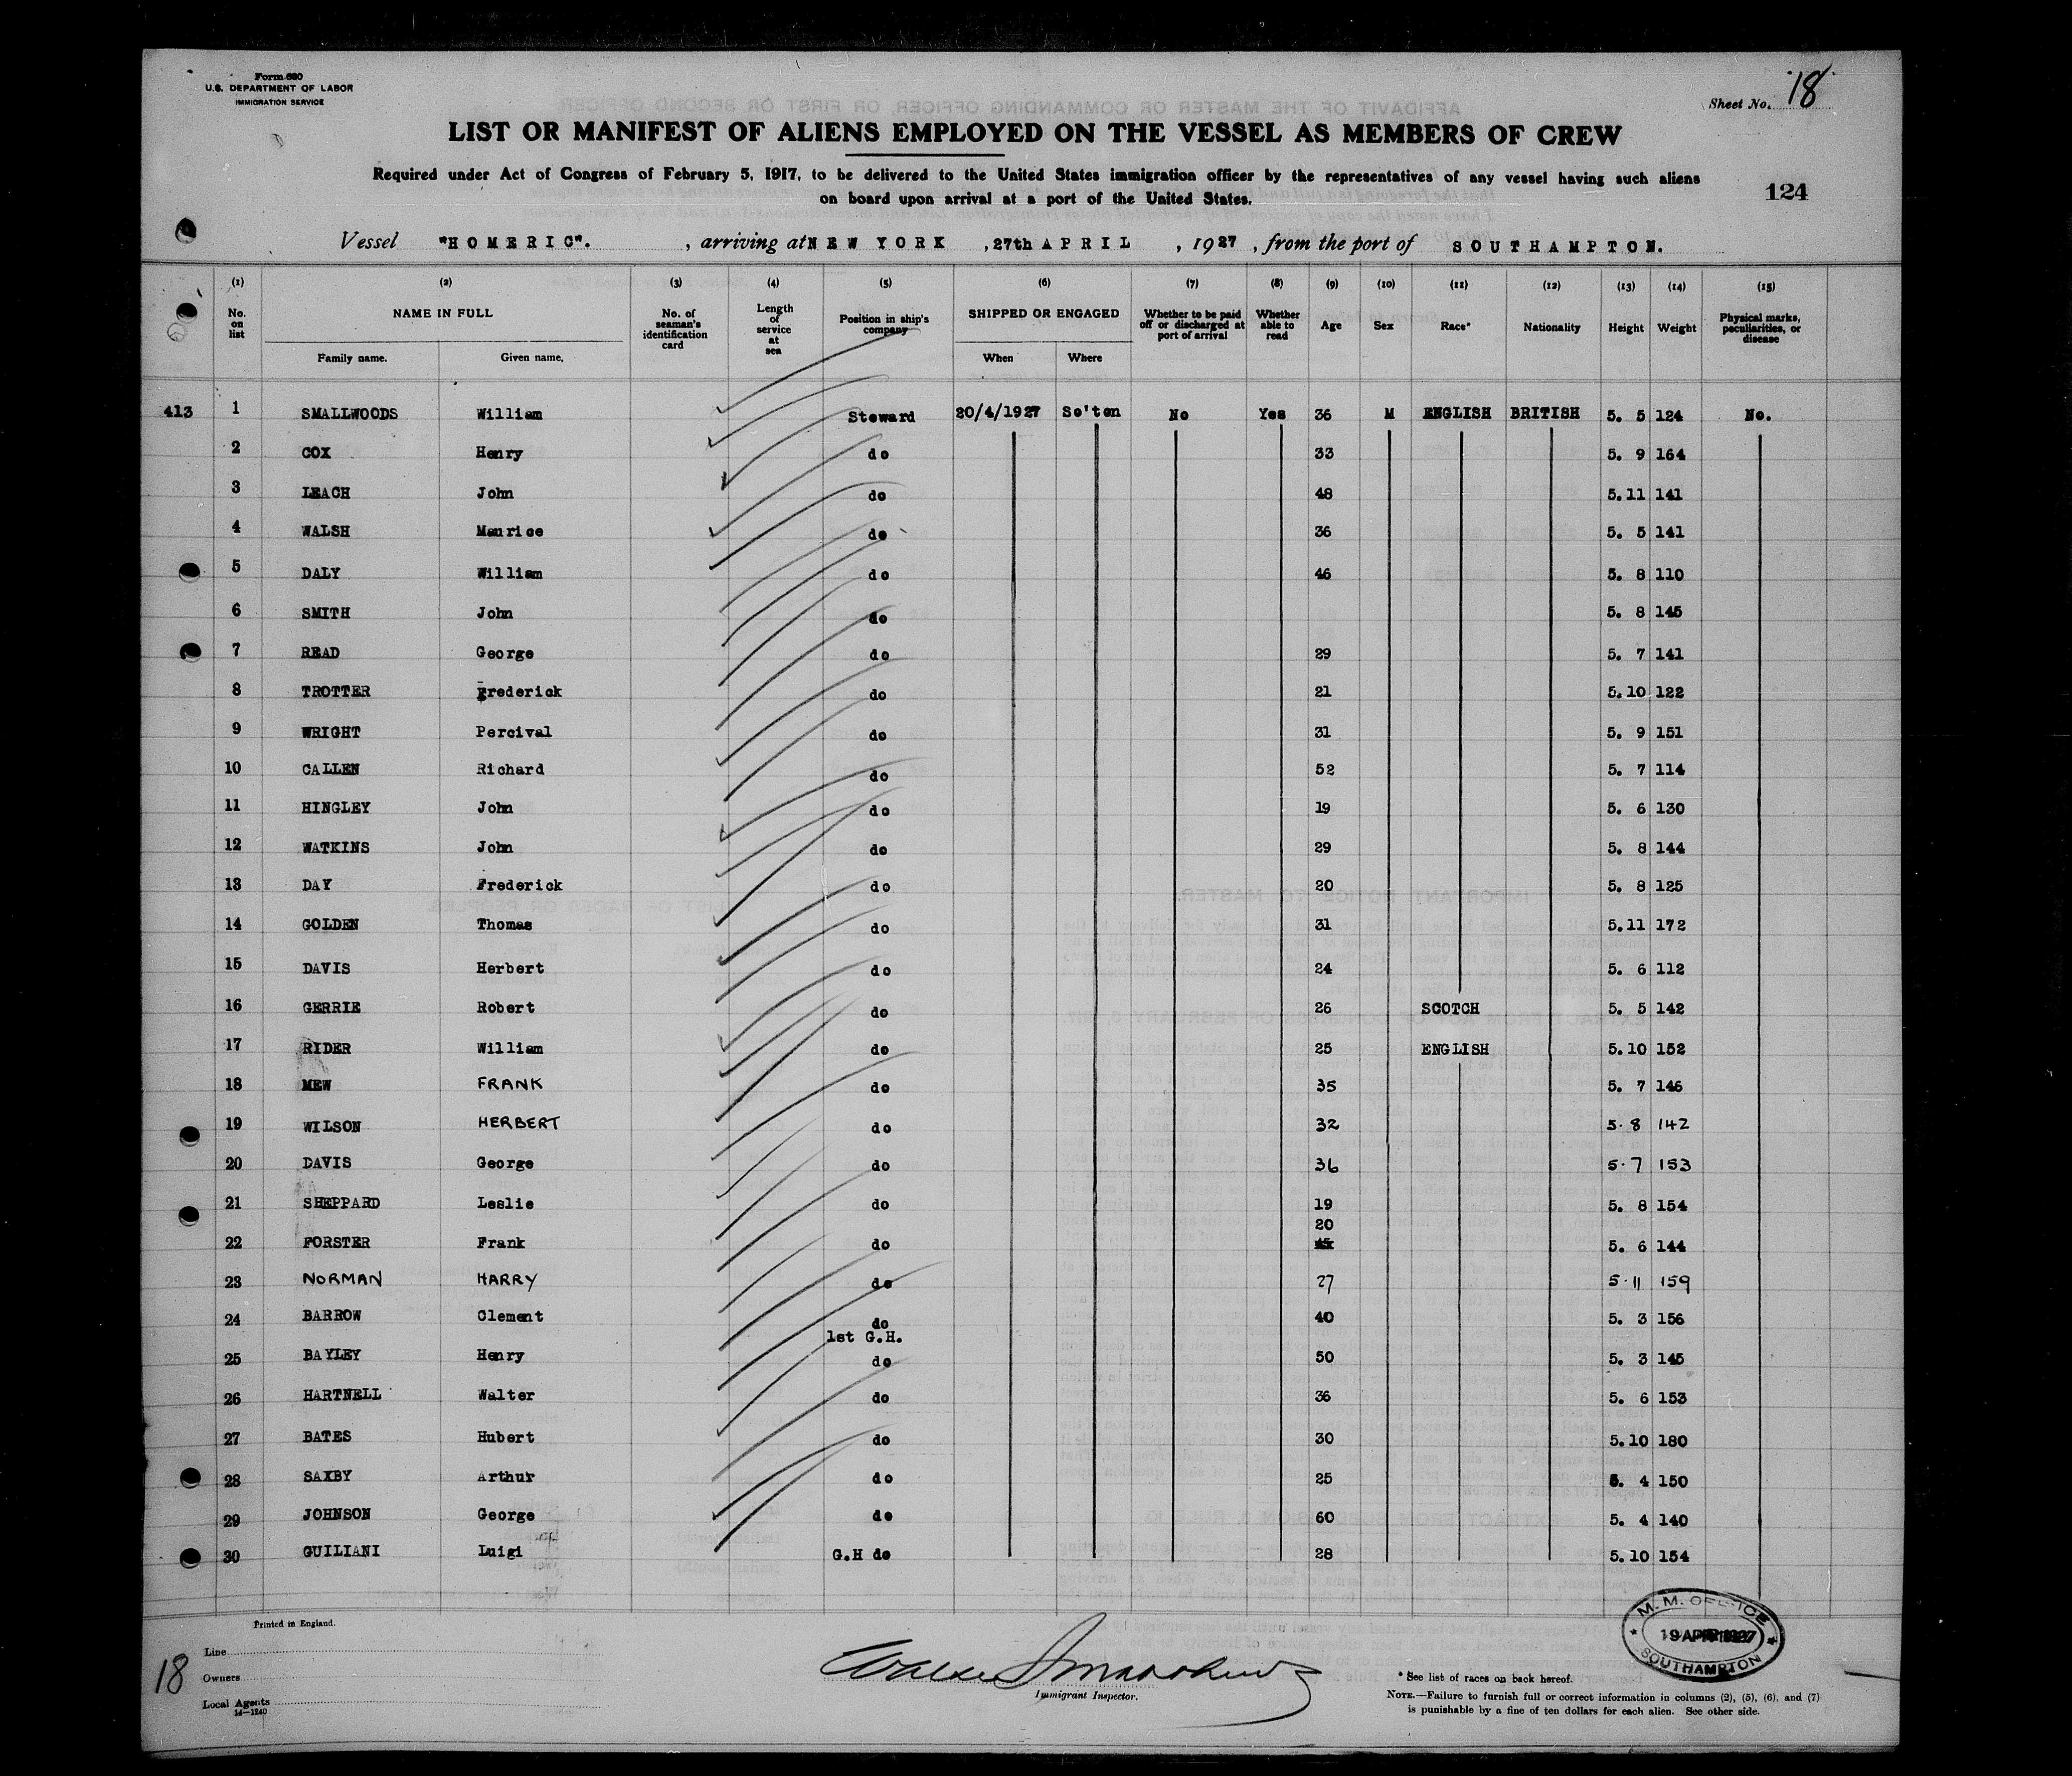 Form 680
U.S. DEPARTMENT OF LABOR
IMMIGRATION SERVICE
Sheet No. 18
LIST OR MANIFEST OF ALIENS EMPLOYED ON THE VESSEL AS MEMBERS OF CREW
Required under Act of Congress of February 5, 1917, to be delivered to the United States immigration officer by the representatives of any vessel having such aliens
on board upon arrival at a port of the United States.
124
Vessel "HOMERIC". , arriving at NEW YORK , 27th APRIL , 1927 , from the port of SOUTHAMPTON.
(1) (2) (3) (4) (5) (6) (7) (8) (9) (10) (11) (12) (13) (14) (15)
No. on list NAME IN FULL Family name. Given name. No. of seaman's identification card Length of service at sea Position in ship's company SHIPPED OR ENGAGED When Where Whether to be paid off or discharged at port of arrival Whether able to read Age Sex Race* Nationality Height Weight Physical marks, peculiarities, or disease
413 1 SMALLWOODS William Steward 20/4/1927 So'ton No Yes 36 M ENGLISH BRITISH 5. 5 124 No.
2 COX Henry do 33 5. 9 164
3 LEACH John do 48 5.11 141
4 WALSH Maurice do 36 5. 5 141
5 DALY William do 46 5. 8 110
6 SMITH John do 5. 8 145
7 READ George do 29 5. 7 141
8 TROTTER Frederick do 21 5.10 122
9 WRIGHT Percival do 31 5. 9 151
10 CALLEN Richard do 52 5. 7 114
11 HINGLEY John do 19 5. 6 130
12 WATKINS John do 29 5. 8 144
13 DAY Frederick do 20 5. 8 125
14 GOLDEN Thomas do 31 5.11 172
15 DAVIS Herbert do 24 5. 6 112
16 GERRIE Robert do 26 SCOTCH 5. 5 142
17 RIDER William do 25 ENGLISH 5.10 152
18 MEW FRANK do 35 5. 7 146
19 WILSON HERBERT do 32 5.8 142
20 DAVIS George do 36 5.7 153
21 SHEPPARD Leslie do 19 5. 8 154
20
22 FORSTER Frank do 5. 6 144
23 NORMAN HARRY do 27 5.11 159
24 BARROW Clement do 40 5. 3 156
1st G.H.
25 BAYLEY Henry do 50 5. 3 145
26 HARTNELL Walter do 36 5. 6 153
27 BATES Hubert do 30 5.10 180
28 SAXBY Arthur do 25 5. 4 150
29 JOHNSON George do 60 5. 4 140
30 GUILIANI Luigi G.H do 28 5.10 154
Printed in England.
Line
Owners
Local Agents
14—1240
18
Immigrant Inspector.
M. M. OFFICE
19 APR 1927
SOUTHAMPTON
* See list of races on back hereof.
NOTE.—Failure to furnish full or correct information in columns (2), (5), (6), and (7)
is punishable by a fine of ten dollars for each alien. See other side.